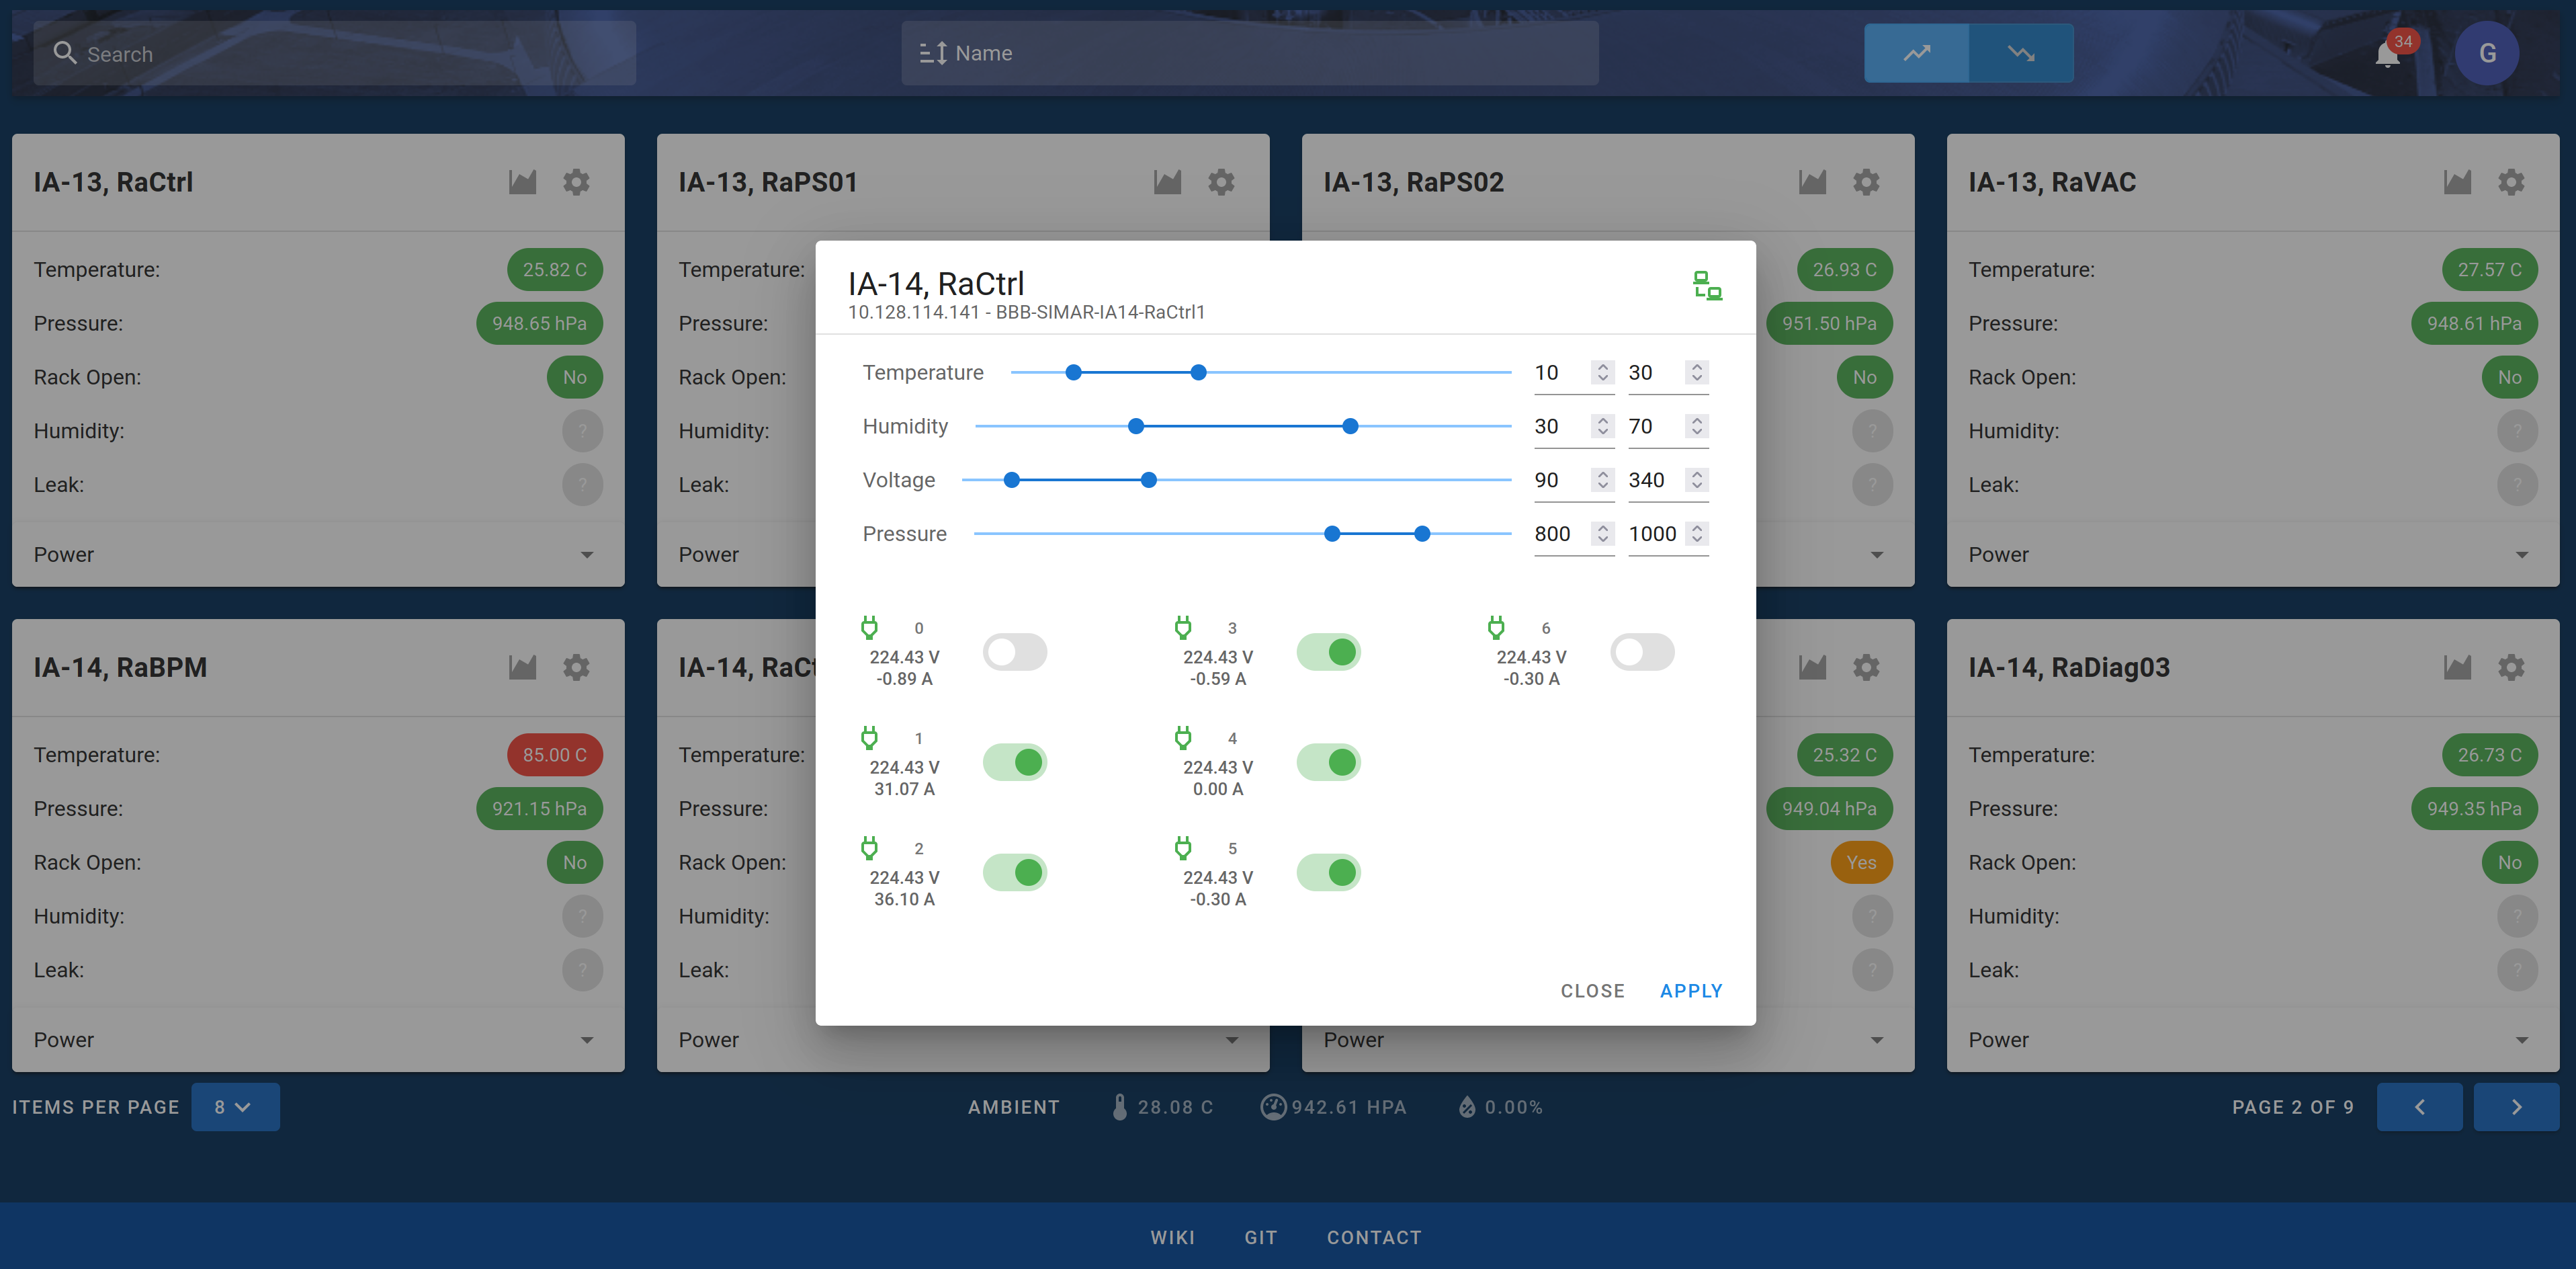 Search
Name
34
G
IA-13, RaCtrl
Temperature: 25.82 C
Pressure: 948.65 hPa
Rack Open: No
Humidity: ?
Leak: ?
Power
IA-13, RaPS01
Temperature:
Pressure:
Rack Open:
Humidity:
Leak:
Power
IA-13, RaPS02
26.93 C
951.50 hPa
No
?
?
IA-13, RaVAC
Temperature: 27.57 C
Pressure: 948.61 hPa
Rack Open: No
Humidity: ?
Leak: ?
Power
IA-14, RaCtrl
10.128.114.141 - BBB-SIMAR-IA14-RaCtrl1
Temperature 10 30
Humidity 30 70
Voltage 90 340
Pressure 800 1000
0
224.43 V
-0.89 A
3
224.43 V
-0.59 A
6
224.43 V
-0.30 A
1
224.43 V
31.07 A
4
224.43 V
0.00 A
2
224.43 V
36.10 A
5
224.43 V
-0.30 A
CLOSE APPLY
IA-14, RaBPM
Temperature: 85.00 C
Pressure: 921.15 hPa
Rack Open: No
Humidity: ?
Leak: ?
Power
IA-14, RaCt
Temperature:
Pressure:
Rack Open:
Humidity:
Leak:
Power
25.32 C
949.04 hPa
Yes
?
?
Power
IA-14, RaDiag03
Temperature: 26.73 C
Pressure: 949.35 hPa
Rack Open: No
Humidity: ?
Leak: ?
Power
ITEMS PER PAGE 8
AMBIENT 28.08 C 942.61 HPA 0.00%
PAGE 2 OF 9
WIKI GIT CONTACT